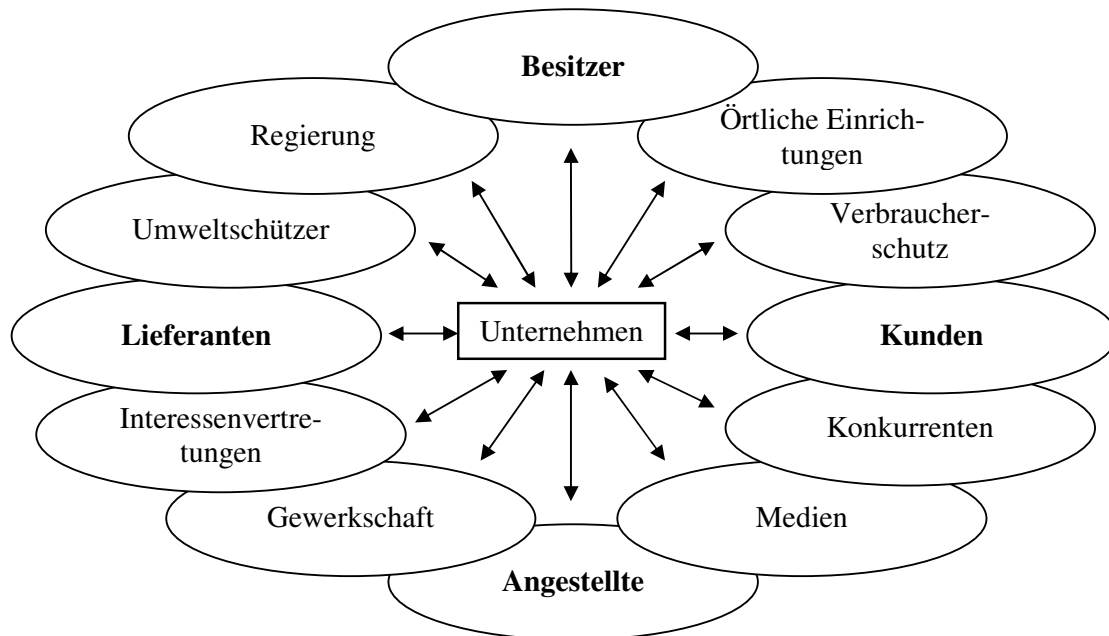 Besitzer
Regierung
Örtliche Einrich-
tungen
Umweltschützer
Verbraucher-
schutz
Lieferanten
Unternehmen
Kunden
Interessenvertre-
tungen
Konkurrenten
Gewerkschaft
Medien
Angestellte